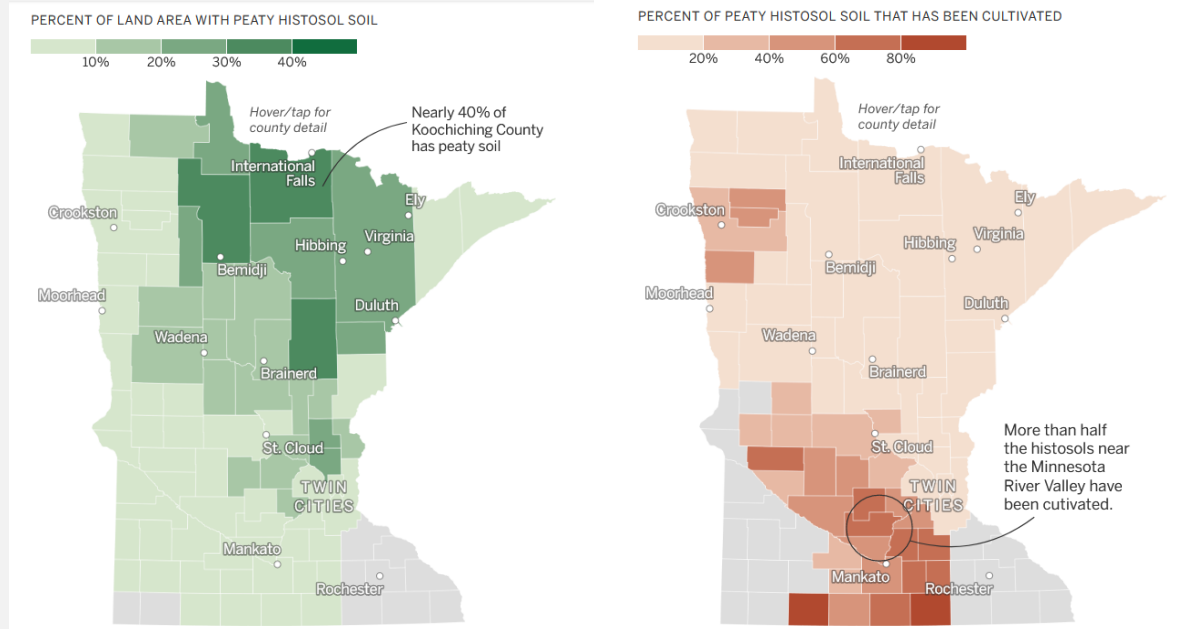 PERCENT OF LAND AREA WITH PEATY HISTOSOL SOIL
10%
20%
30%
40%
Hover/tap for
county detail
Nearly 40% of
Koochiching County
has peaty soil
International
Falls
Ely
Crookston
Virginia
Hibbing
Bemidji
Moorhead
Duluth
Wadena
Brainerd
St. Cloud
TWIN
CITIES
Mankato
Rochester
PERCENT OF PEATY HISTOSOL SOIL THAT HAS BEEN CULTIVATED
20%
40%
60%
80%
Hover/tap for
county detail
International
Falls
Ely
Crookston
Virginia
Hibbing
Bemidji
Moorhead
Duluth
Wadena
Brainerd
More than half
the histosols near
the Minnesota
River Valley have
been cutivated.
St. Cloud
TWIN
CITIES
Mankato
Rochester